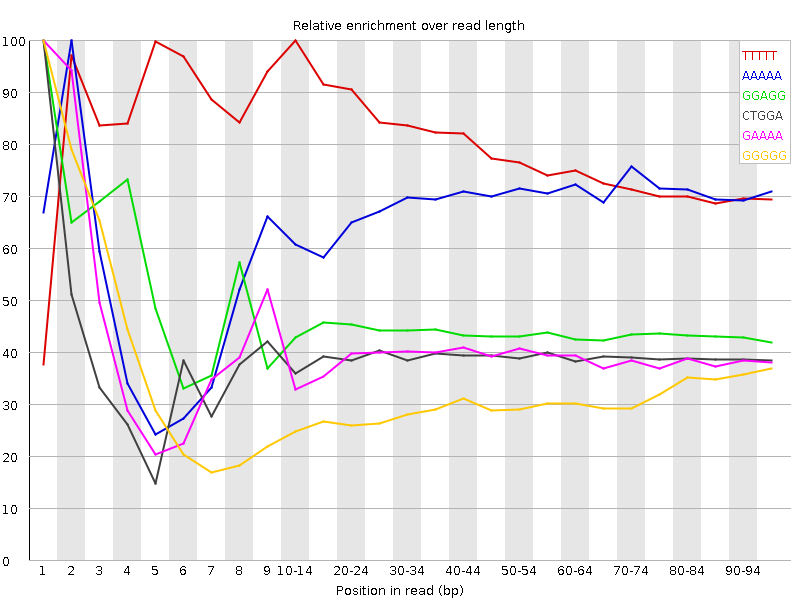 Relative enrichment over read length
100
90
80
70
60
50
40
30
20
10
0
TTTTT
AAAAA
GGAGG
CTGGA
GAAAA
GGGGG
1 2 3 4 5 6 7 8 9 10-14 20-24 30-34 40-44 50-54 60-64 70-74 80-84 90-94
Position in read (bp)